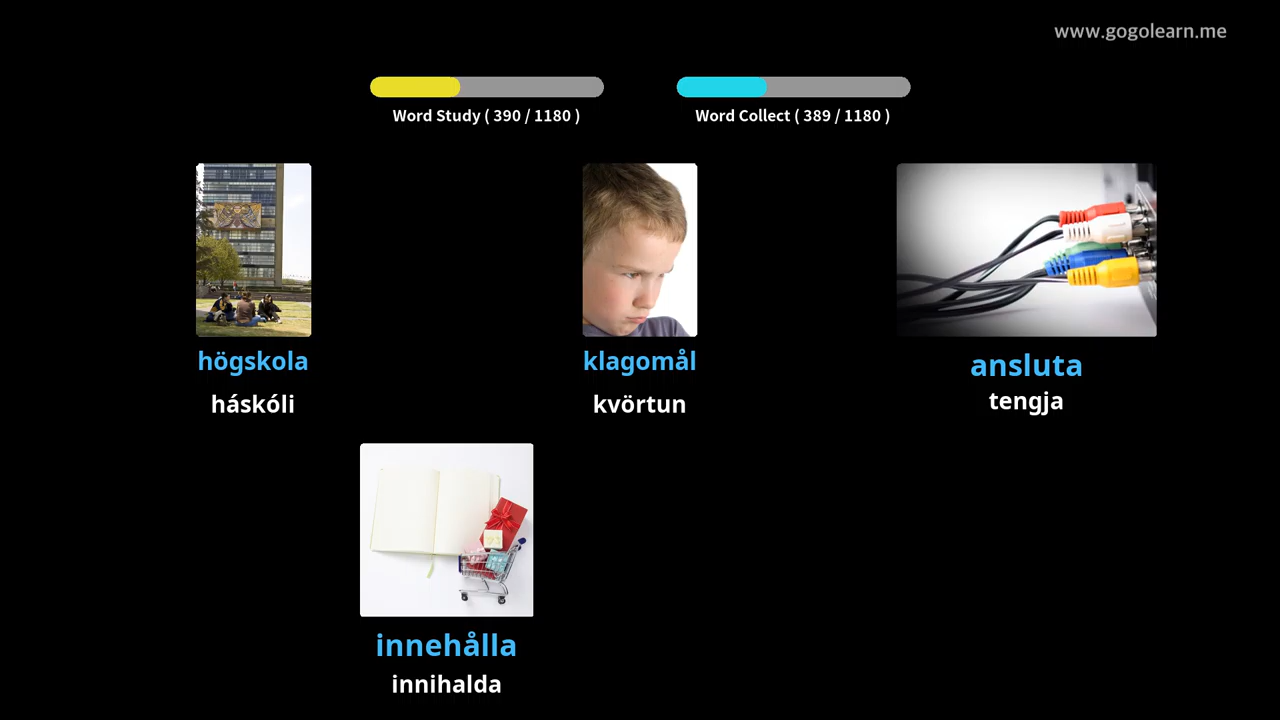 www.gogolearn.me
Word Study ( 390 / 1180 )
Word Collect ( 389 / 1180 )
högskola
klagomål
ansluta
háskóli
kvörtun
tengja
innehålla
innihalda